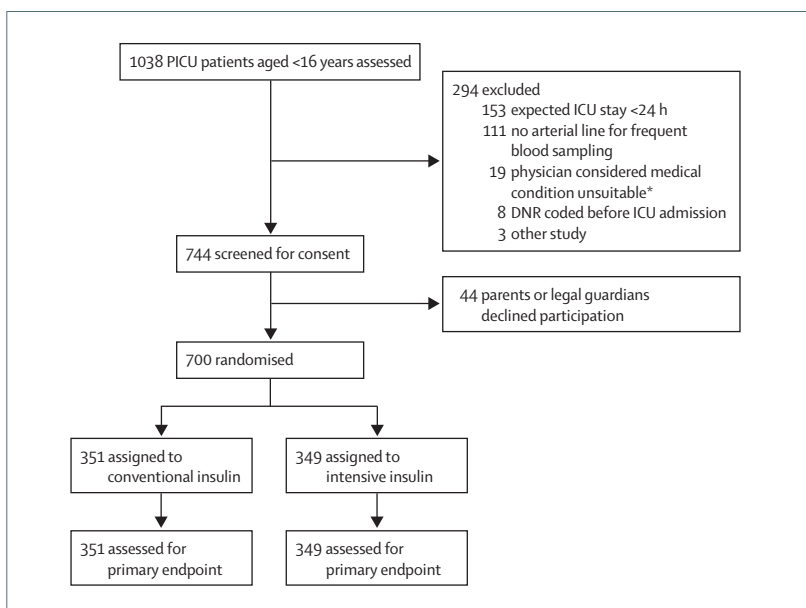 1038 PICU patients aged <16 years assessed
294 excluded
153 expected ICU stay <24 h
111 no arterial line for frequent
blood sampling
19 physician considered medical
condition unsuitable*
8 DNR coded before ICU admission
3 other study
744 screened for consent
44 parents or legal guardians
declined participation
700 randomised
351 assigned to
conventional insulin
349 assigned to
intensive insulin
351 assessed for
primary endpoint
349 assessed for
primary endpoint